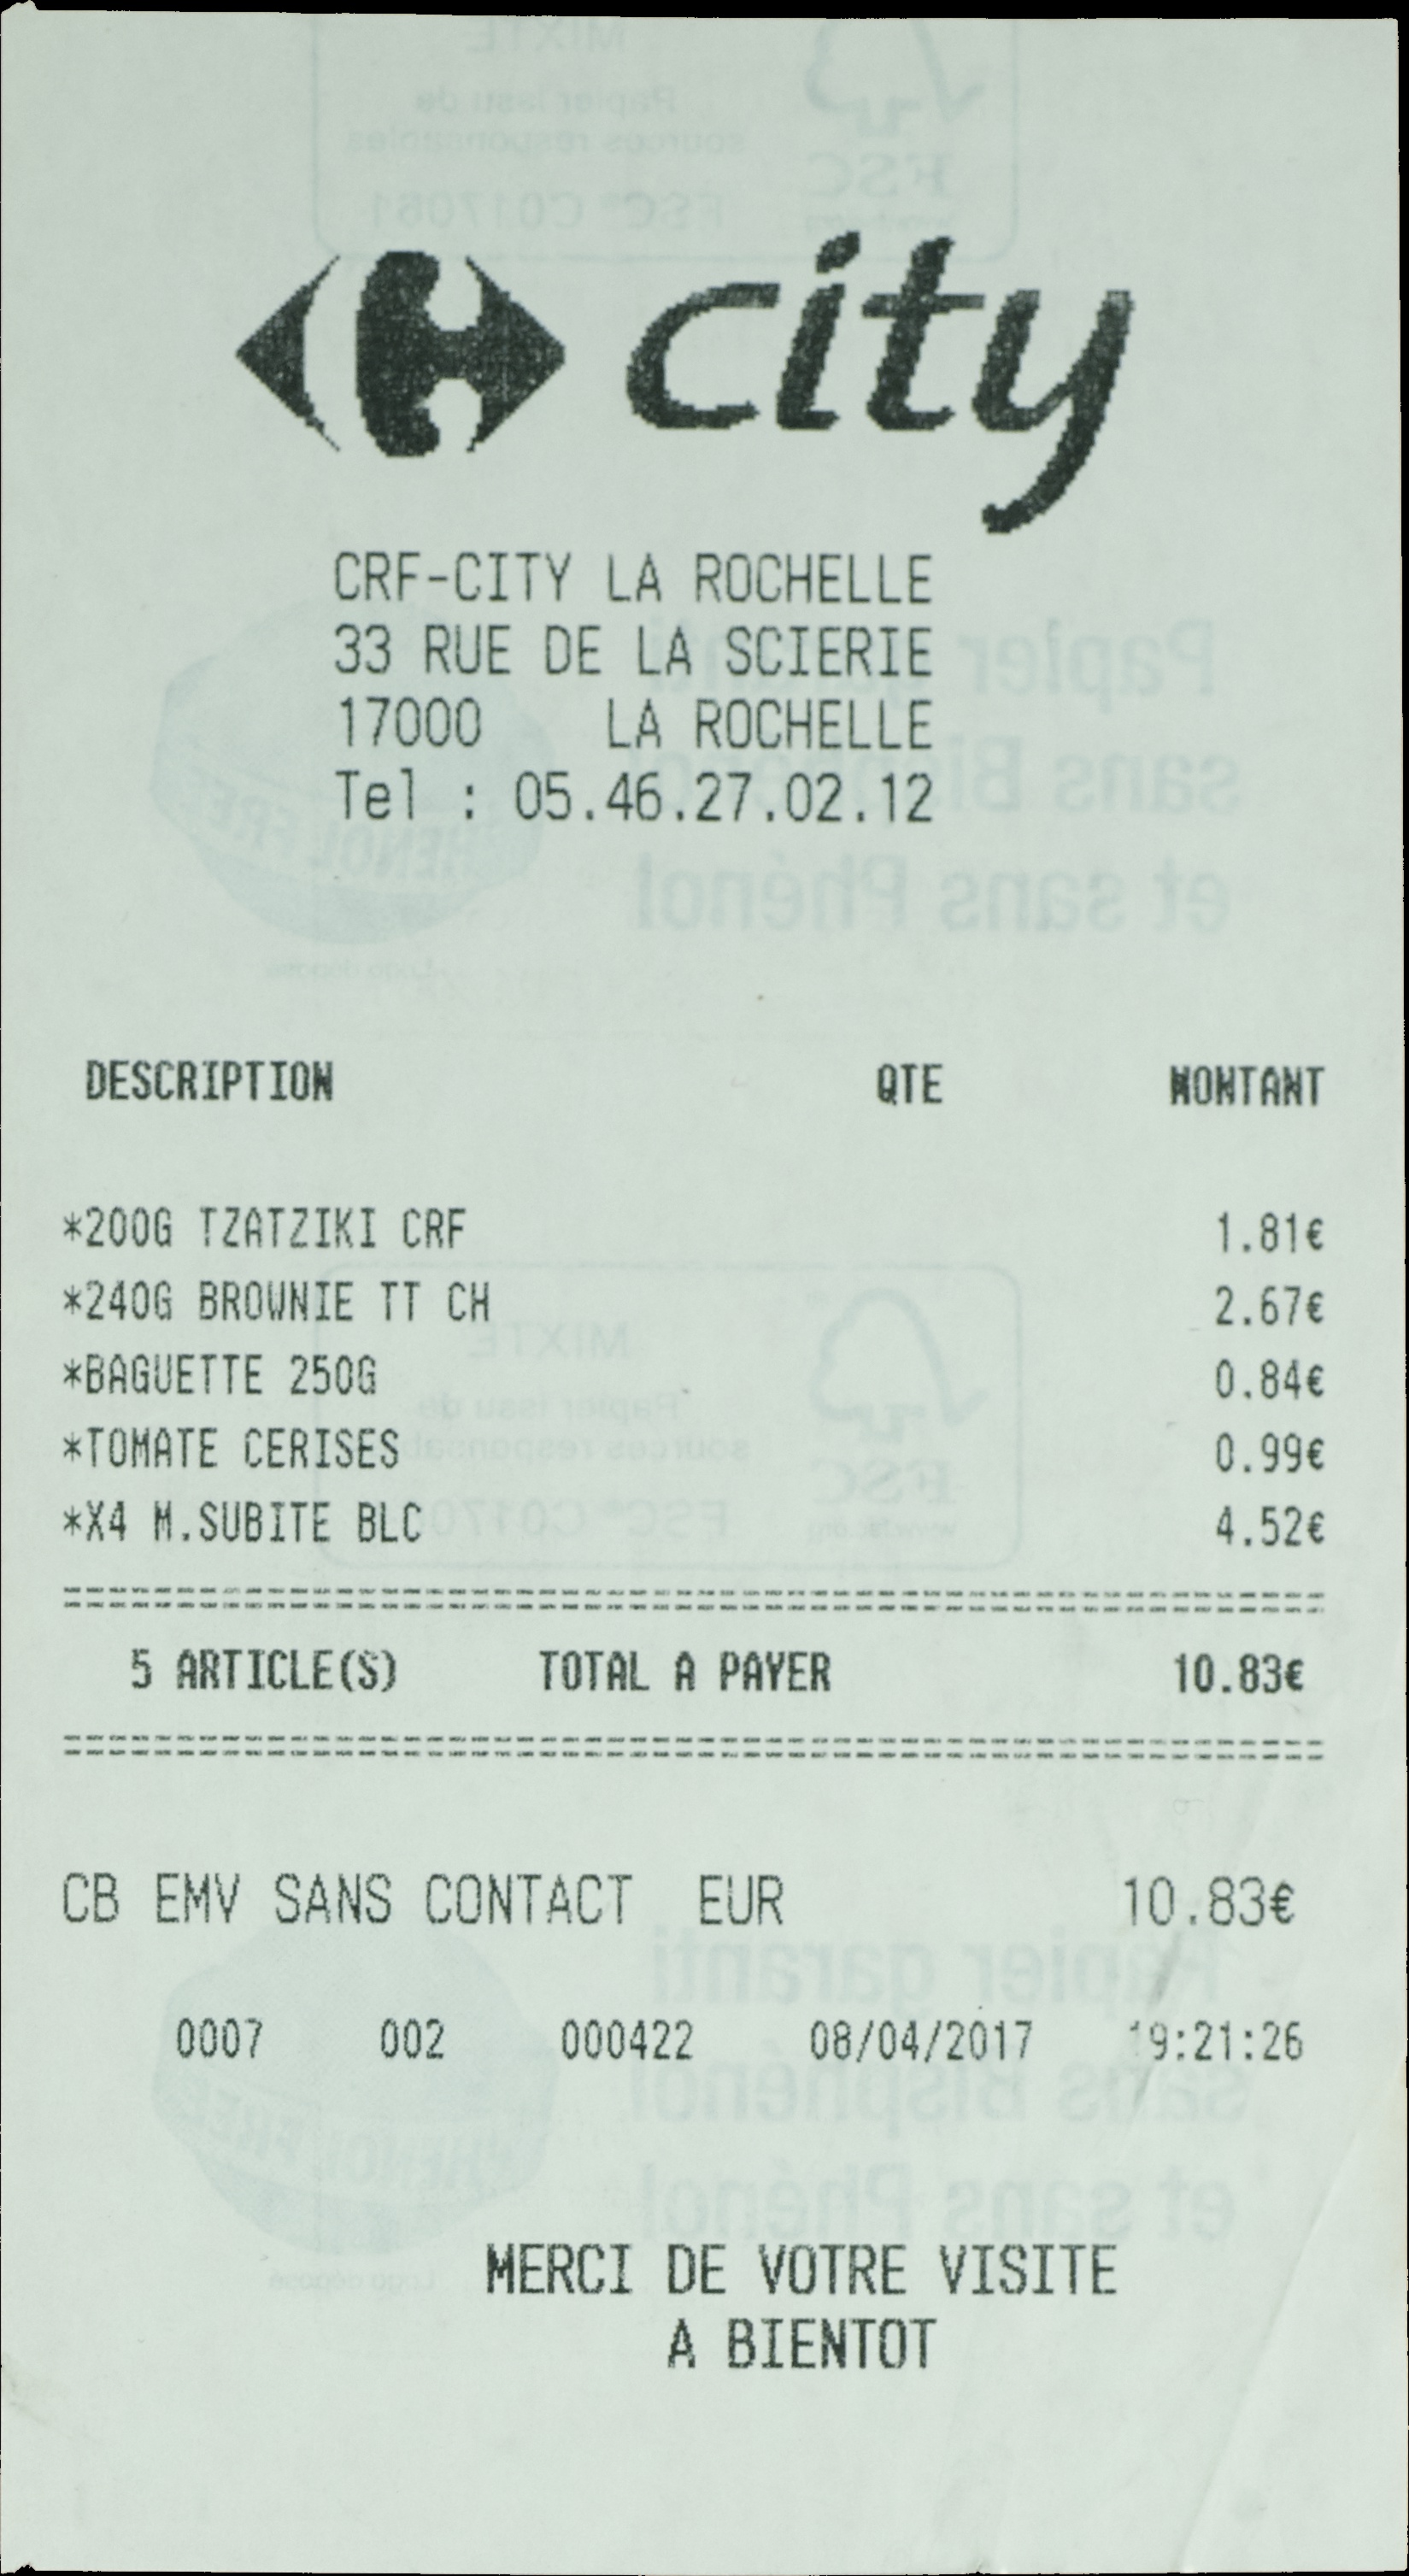 city
CRF-CITY LA ROCHELLE
33 RUE DE LA SCIERIE
17000 LA ROCHELLE
Tel : 05.46.27.02.12
DESCRIPTION QTE MONTANT
*200G TZATZIKI CRF 1.81€
*240G BROWNIE TT CH 2.67€
*BAGUETTE 250G 0.84€
*TOMATE CERISES 0.99€
*X4 M.SUBITE BLC 4.52€
5 ARTICLE(S) TOTAL A PAYER 10.83€
CB EMV SANS CONTACT EUR 10.83€
0007 002 000422 08/04/2017 19:21:26
MERCI DE VOTRE VISITE
A BIENTOT